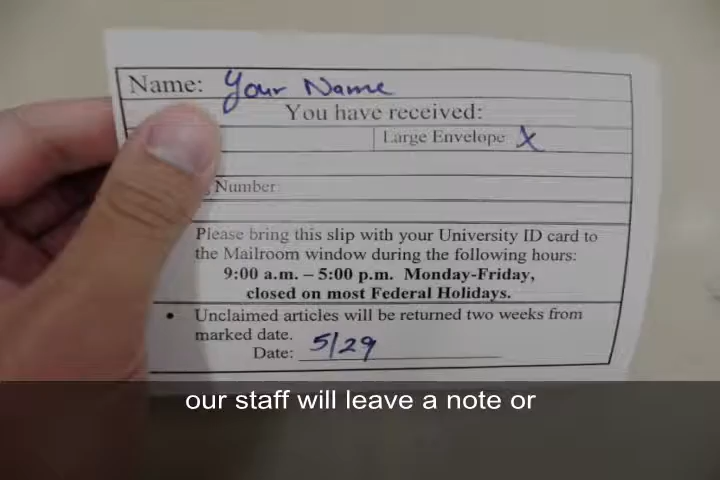 Name: Your Name
You have received:
Large Envelope X
Number
Please bring this slip with your University ID card to
the Mailroom window during the following hours:
9:00 a.m. – 5:00 p.m. Monday-Friday,
closed on most Federal Holidays.
• Unclaimed articles will be returned two weeks from
marked date.
Date: 5/29
our staff will leave a note or